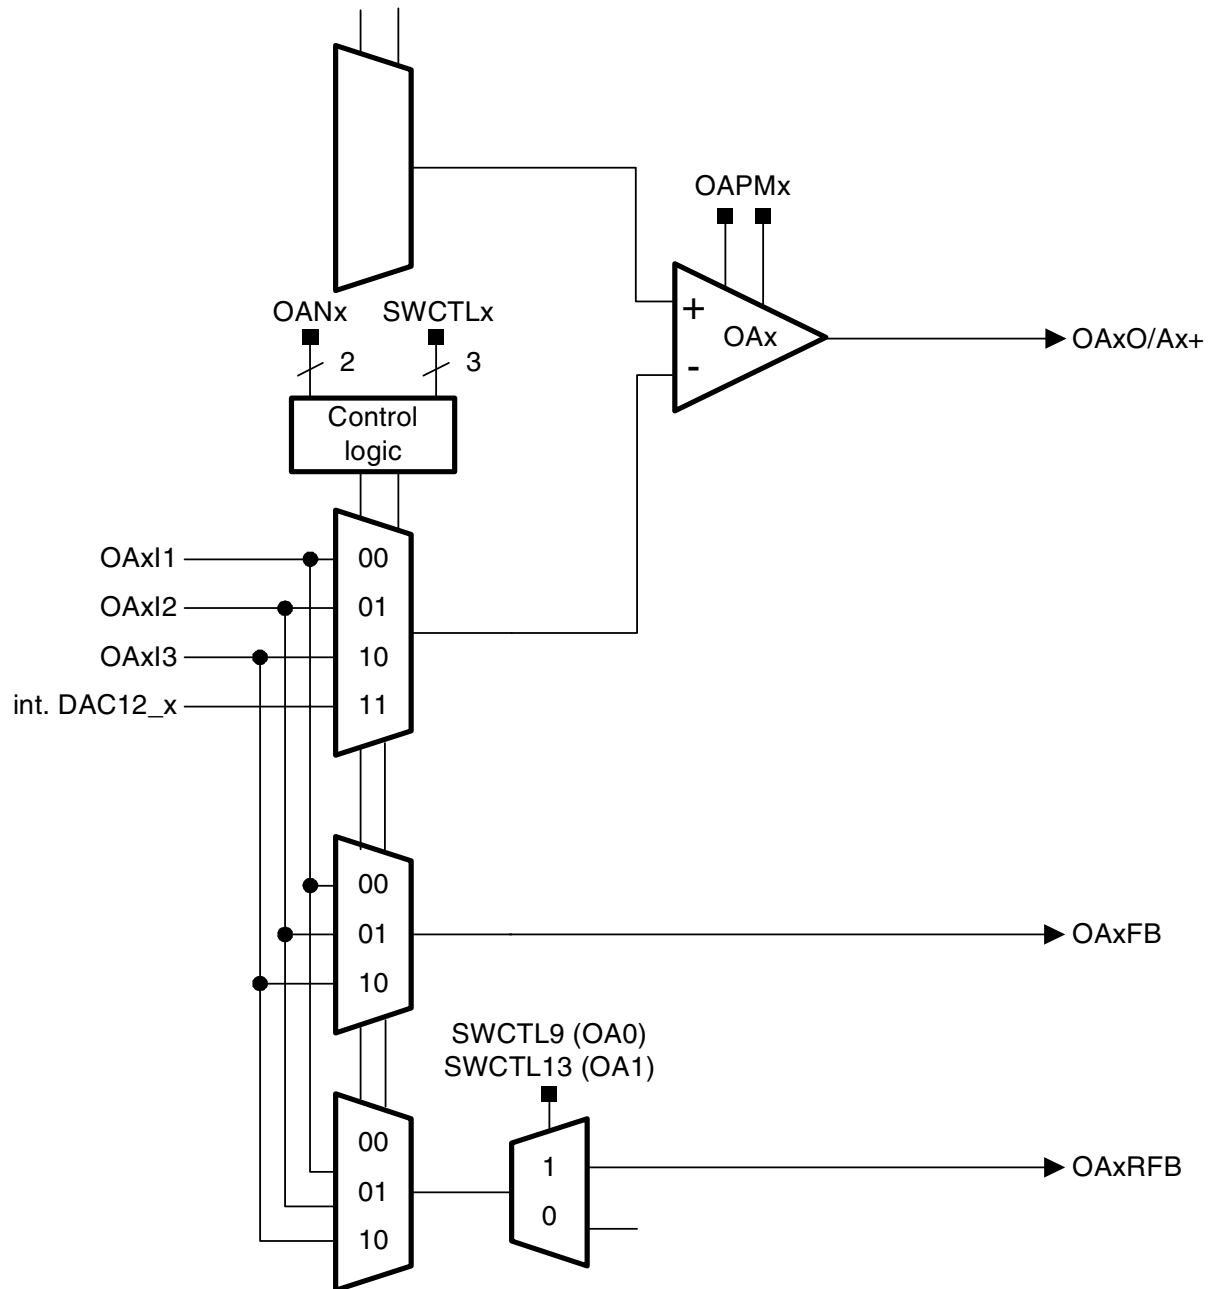 OAPMx
+
OAx
-
OAxO/Ax+
OANx
SWCTLx
2
3
Control
logic
OAxI1
00
OAxI2
01
OAxI3
10
int. DAC12_x
11
00
01
10
OAxFB
SWCTL9 (OA0)
SWCTL13 (OA1)
00
01
10
1
0
OAxRFB